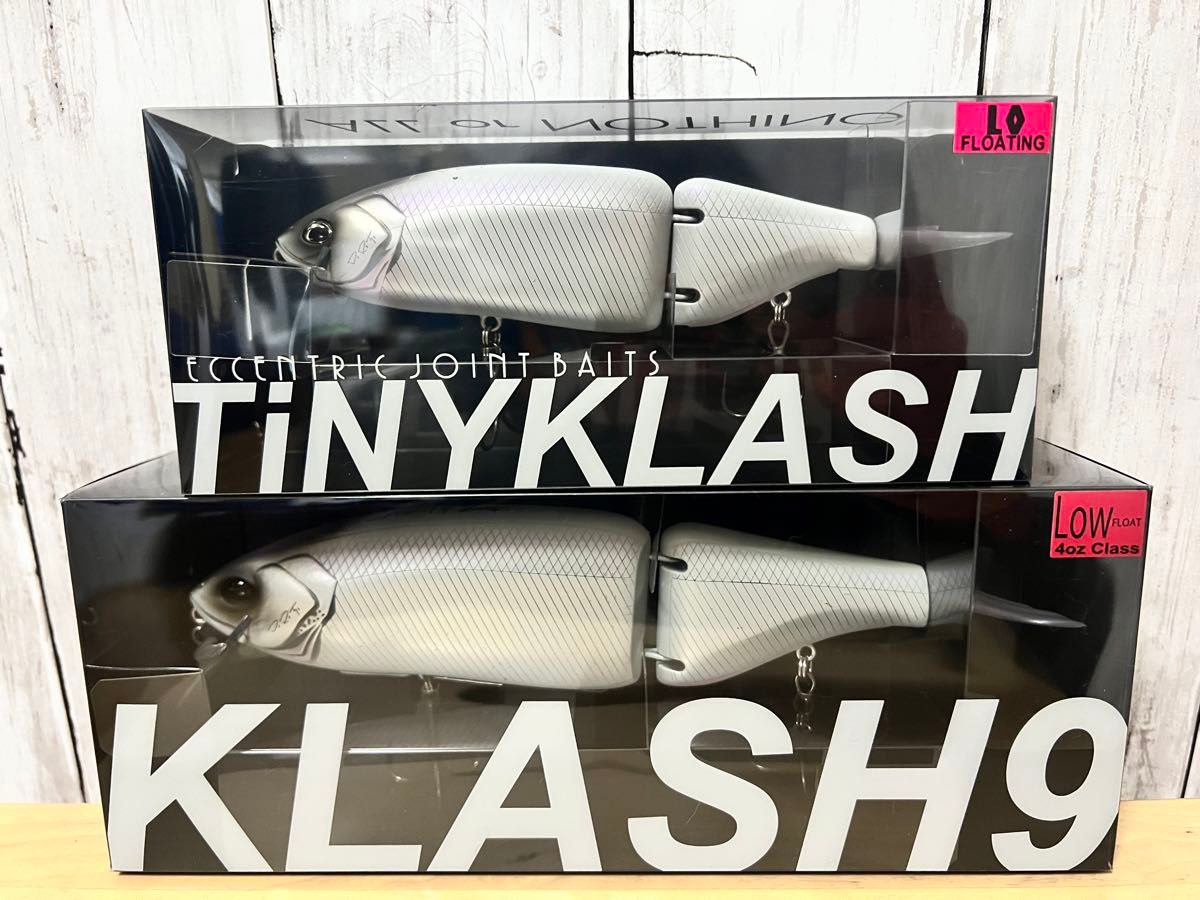 ALL or NOTHING
LO
FLOATING
ECCENTRIC JOINT BAITS
TiNYKLASH
LOW FLOAT
4oz Class
KLASH9